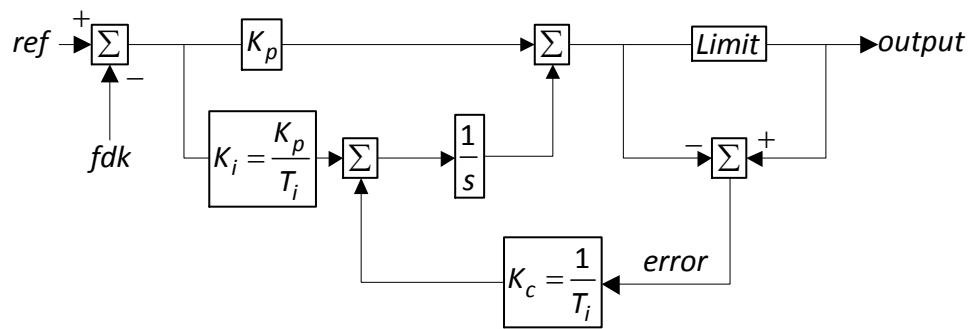 ref + Σ − K_p Σ Limit output
fdk
K_i = K_p / T_i Σ 1 / s − Σ +
K_c = 1 / T_i error